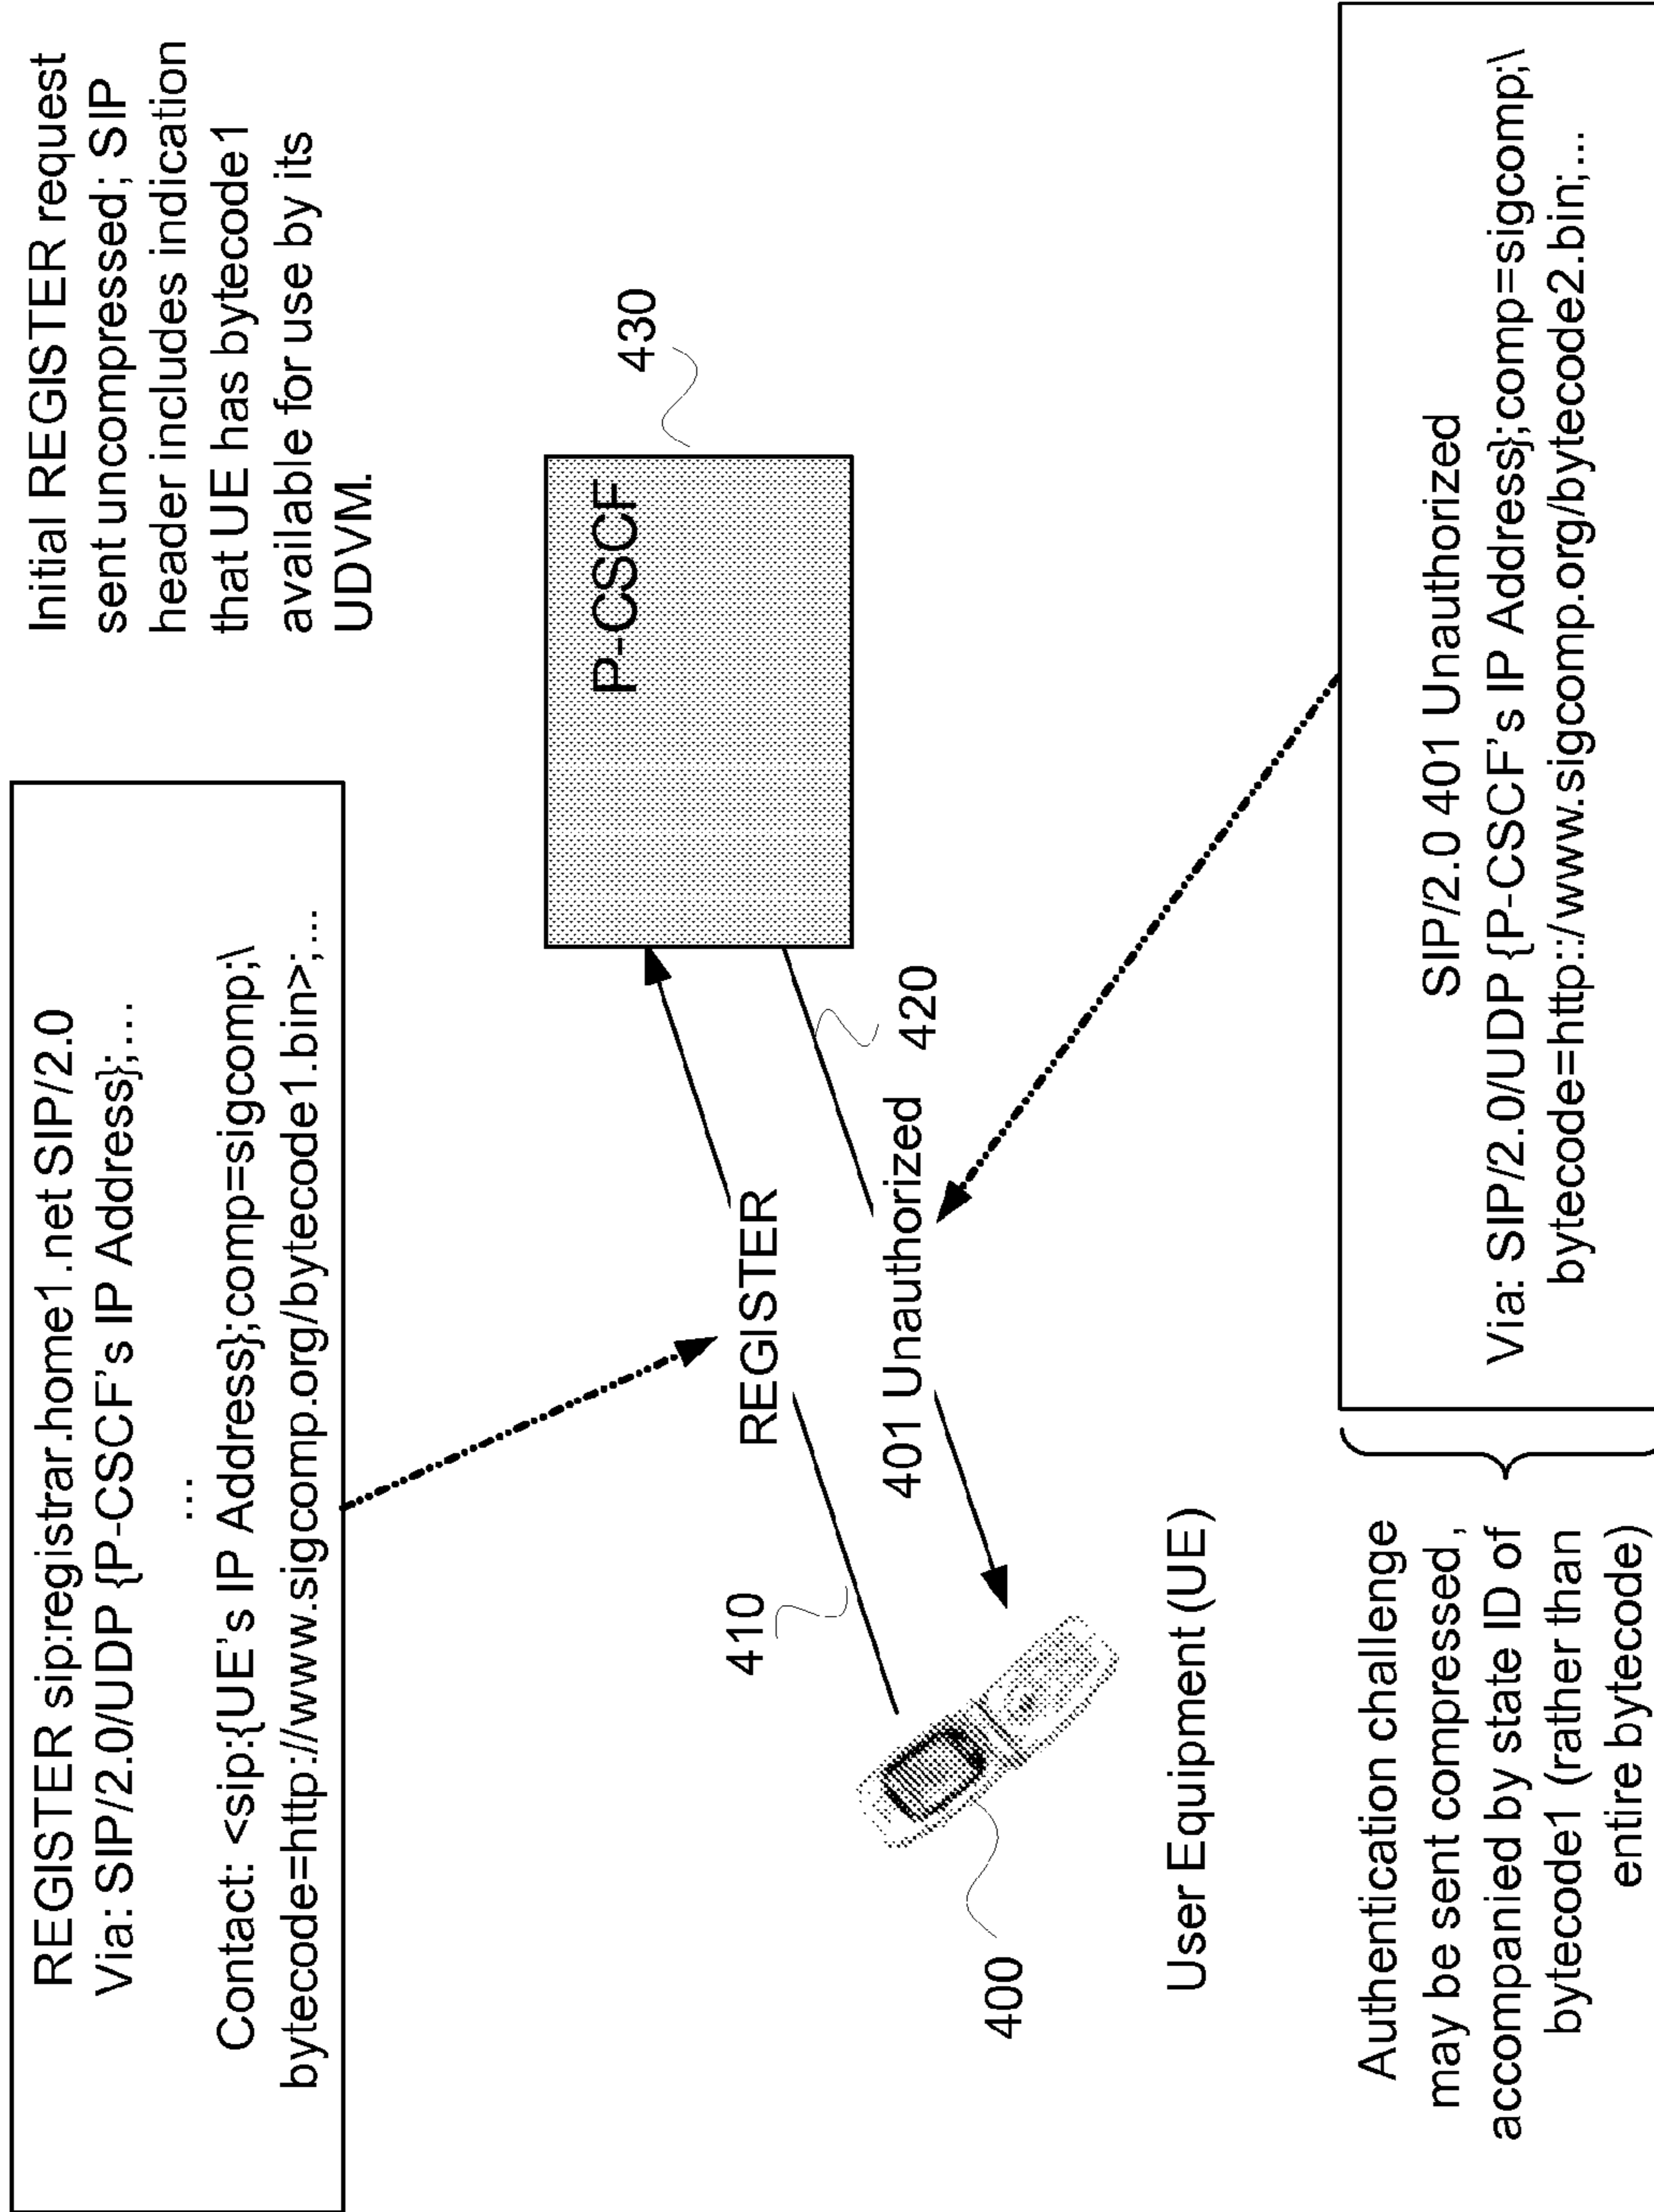 REGISTER sip:registrar.home1.net SIP/2.0
Via: SIP/2.0/UDP {P-CSCF's IP Address};...
...
Contact: <sip:{UE's IP Address};comp=sigcomp;\
bytecode=http://www.sigcomp.org/bytecode1.bin>;...
Initial REGISTER request
sent uncompressed; SIP
header includes indication
that UE has bytecode1
available for use by its
UDVM.
P-CSCF
430
410
REGISTER
401 Unauthorized
420
400
User Equipment (UE)
Authentication challenge
may be sent compressed,
accompanied by state ID of
bytecode1 (rather than
entire bytecode)
SIP/2.0 401 Unauthorized
Via: SIP/2.0/UDP {P-CSCF's IP Address};comp=sigcomp;\
bytecode=http://www.sigcomp.org/bytecode2.bin;...